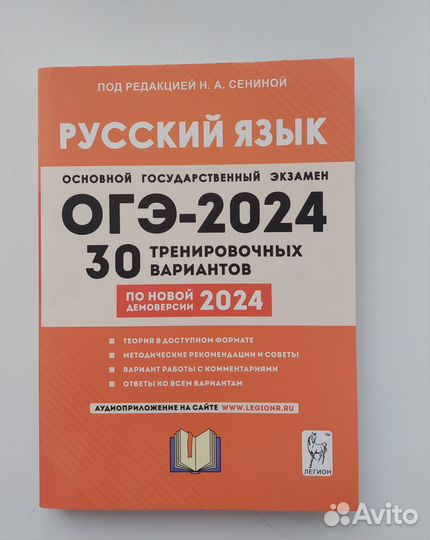 ПОД РЕДАКЦИЕЙ Н. А. СЕНИНОЙ
РУССКИЙ ЯЗЫК
ОСНОВНОЙ ГОСУДАРСТВЕННЫЙ ЭКЗАМЕН
ОГЭ-2024
30 ТРЕНИРОВОЧНЫХ
ВАРИАНТОВ
ПО НОВОЙ
ДЕМОВЕРСИИ 2024
ТЕОРИЯ В ДОСТУПНОМ ФОРМАТЕ
МЕТОДИЧЕСКИЕ РЕКОМЕНДАЦИИ И СОВЕТЫ
ВАРИАНТ РАБОТЫ С КОММЕНТАРИЯМИ
ОТВЕТЫ КО ВСЕМ ВАРИАНТАМ
АУДИОПРИЛОЖЕНИЕ НА САЙТЕ WWW.LEGIONR.RU
TM
ЛЕГИОН
Avito